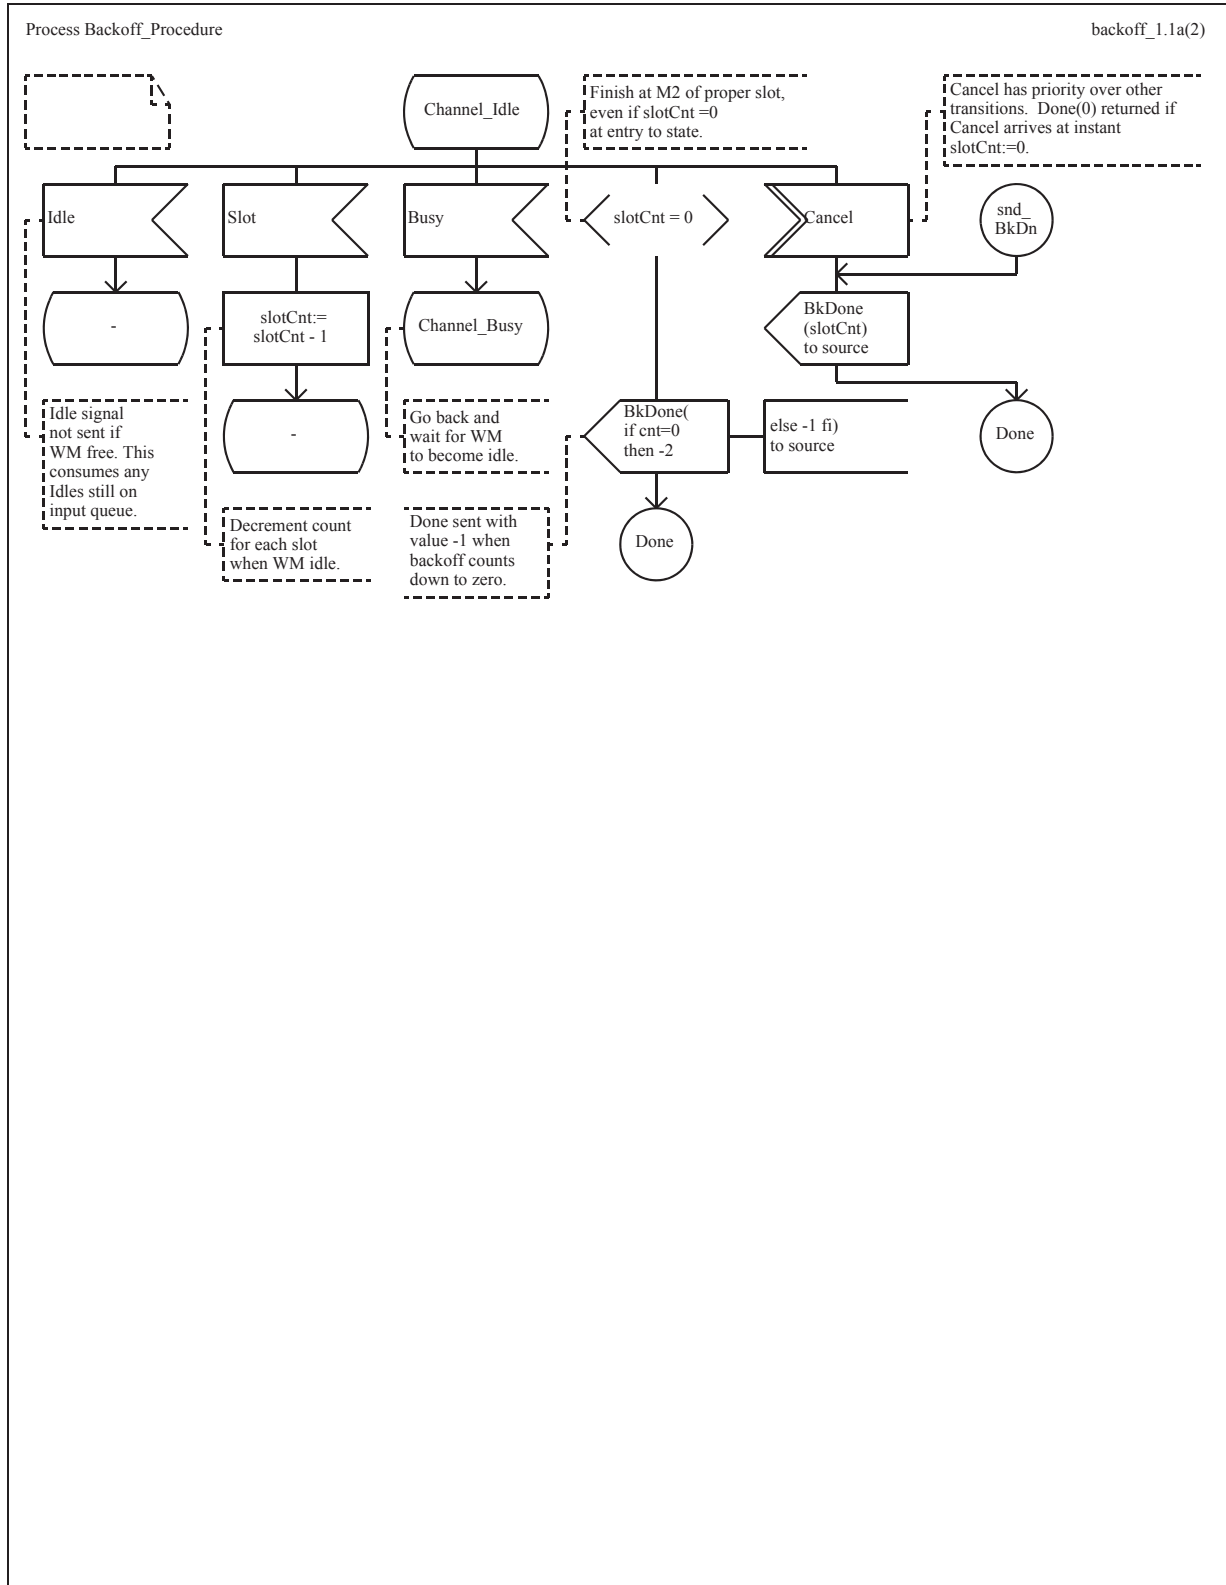 Process Backoff_Procedure
backoff_1.1a(2)
Channel_Idle
Finish at M2 of proper slot,
even if slotCnt =0
at entry to state.
Cancel has priority over other
transitions.  Done(0) returned if
Cancel arrives at instant
slotCnt:=0.
Idle
Slot
Busy
slotCnt = 0
Cancel
snd_
BkDn
-
slotCnt:=
slotCnt - 1
Channel_Busy
BkDone
(slotCnt)
to source
Idle signal
not sent if
WM free. This
consumes any
Idles still on
input queue.
-
Go back and
wait for WM
to become idle.
BkDone(
if cnt=0
then -2
else -1 fi)
to source
Done
Decrement count
for each slot
when WM idle.
Done sent with
value -1 when
backoff counts
down to zero.
Done